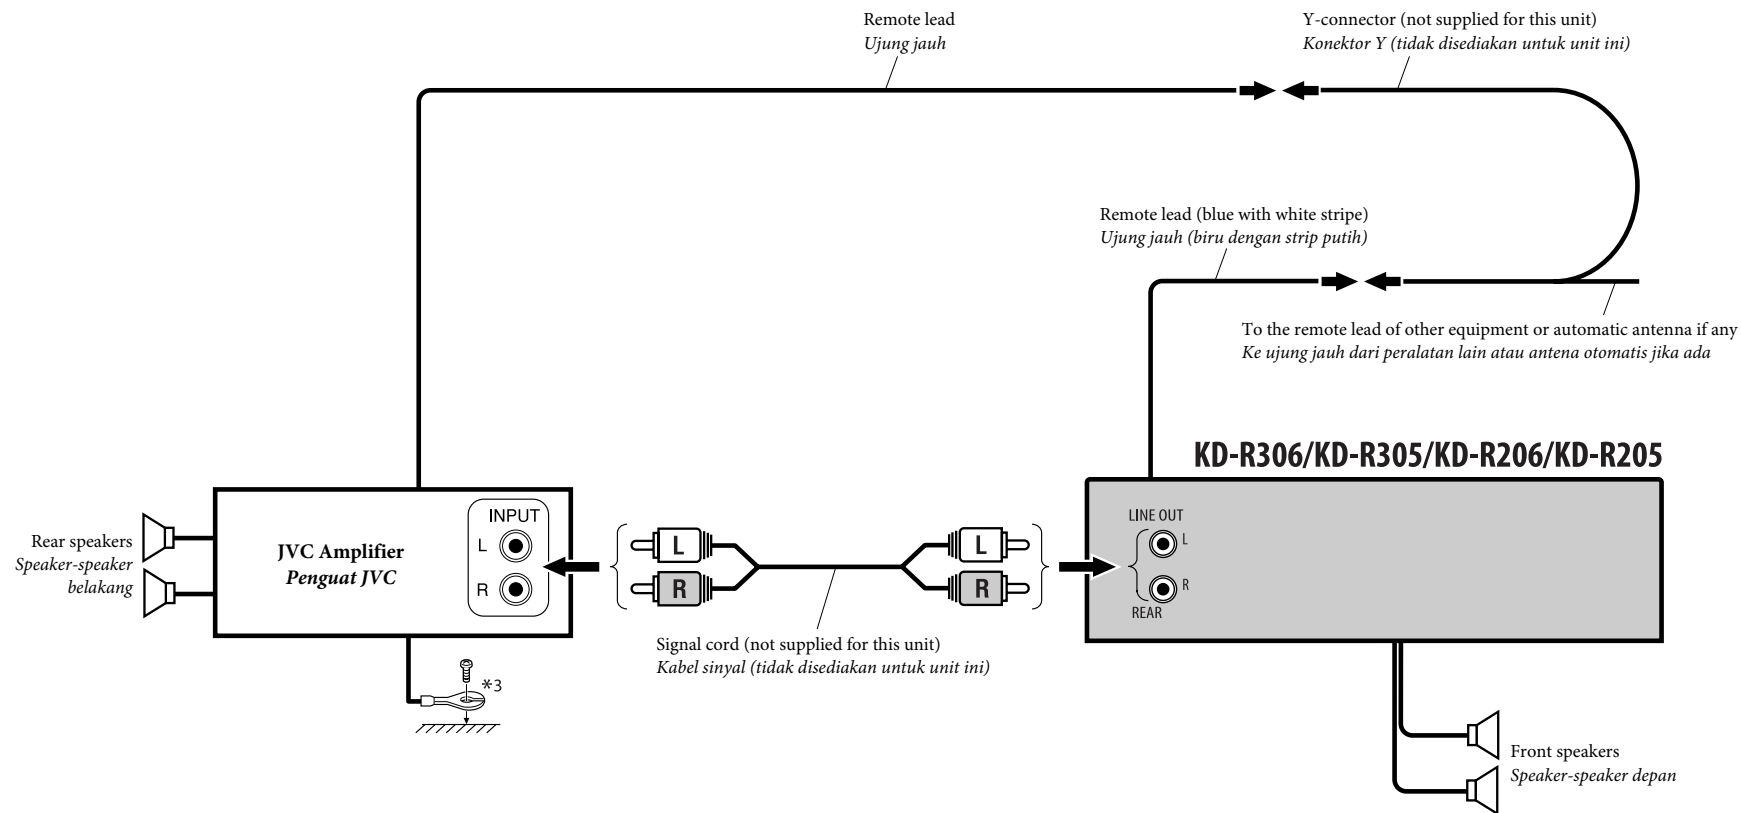 Remote lead
Ujung jauh
Y-connector (not supplied for this unit)
Konektor Y (tidak disediakan untuk unit ini)
Remote lead (blue with white stripe)
Ujung jauh (biru dengan strip putih)
To the remote lead of other equipment or automatic antenna if any
Ke ujung jauh dari peralatan lain atau antena otomatis jika ada
KD-R306/KD-R305/KD-R206/KD-R205
Rear speakers
Speaker-speaker
belakang
JVC Amplifier
Penguat JVC
INPUT
L
R
L
R
L
R
LINE OUT
L
R
REAR
Signal cord (not supplied for this unit)
Kabel sinyal (tidak disediakan untuk unit ini)
*3
Front speakers
Speaker-speaker depan